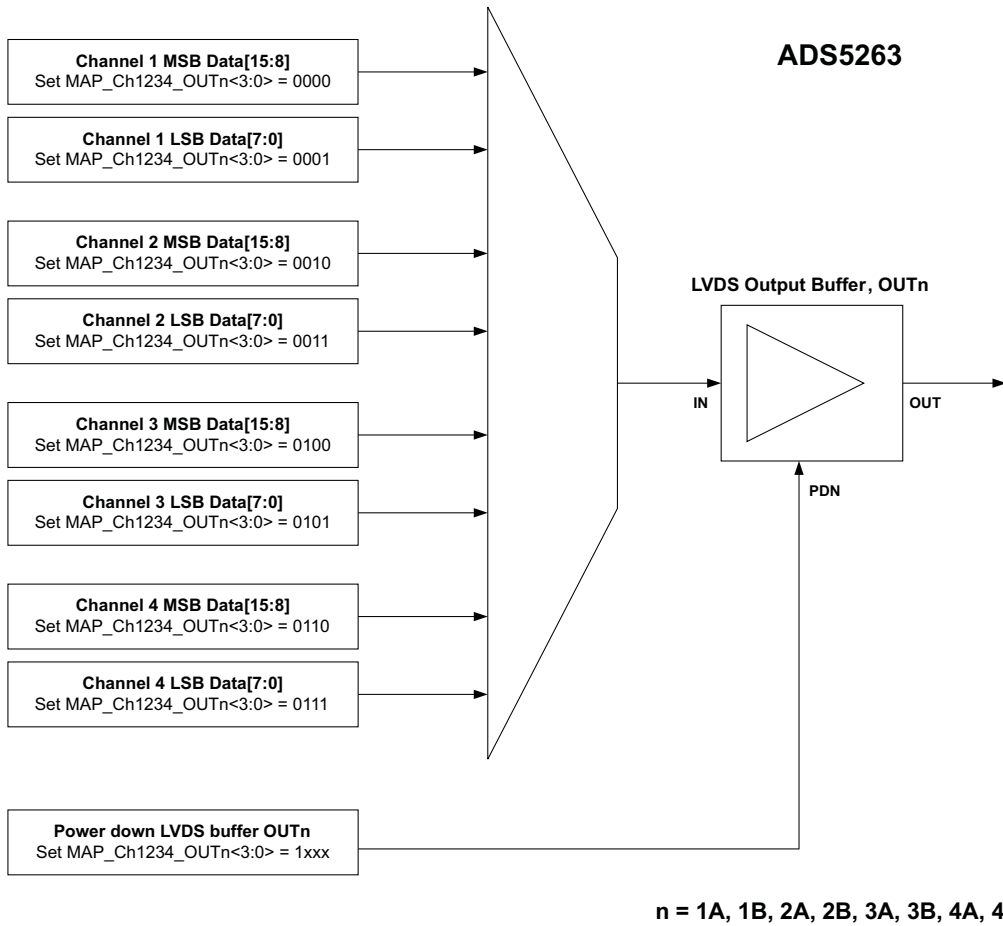 ADS5263
Channel 1 MSB Data[15:8]
Set MAP_Ch1234_OUTn<3:0> = 0000
Channel 1 LSB Data[7:0]
Set MAP_Ch1234_OUTn<3:0> = 0001
Channel 2 MSB Data[15:8]
Set MAP_Ch1234_OUTn<3:0> = 0010
Channel 2 LSB Data[7:0]
Set MAP_Ch1234_OUTn<3:0> = 0011
Channel 3 MSB Data[15:8]
Set MAP_Ch1234_OUTn<3:0> = 0100
Channel 3 LSB Data[7:0]
Set MAP_Ch1234_OUTn<3:0> = 0101
Channel 4 MSB Data[15:8]
Set MAP_Ch1234_OUTn<3:0> = 0110
Channel 4 LSB Data[7:0]
Set MAP_Ch1234_OUTn<3:0> = 0111
Power down LVDS buffer OUTn
Set MAP_Ch1234_OUTn<3:0> = 1xxx
LVDS Output Buffer, OUTn
IN
OUT
PDN
n = 1A, 1B, 2A, 2B, 3A, 3B, 4A, 4